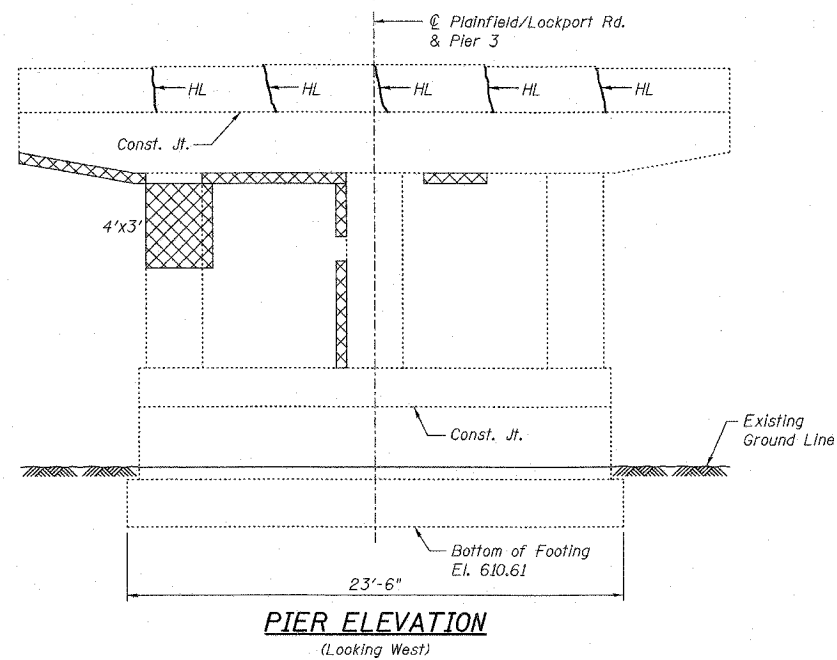 ℄ Plainfield/Lockport Rd.
& Pier 3
HL
HL
HL
HL
HL
Const. Jt.
4'x3'
Const. Jt.
Existing
Ground Line
Bottom of Footing
El. 610.61
23'-6"
PIER ELEVATION
(Looking West)